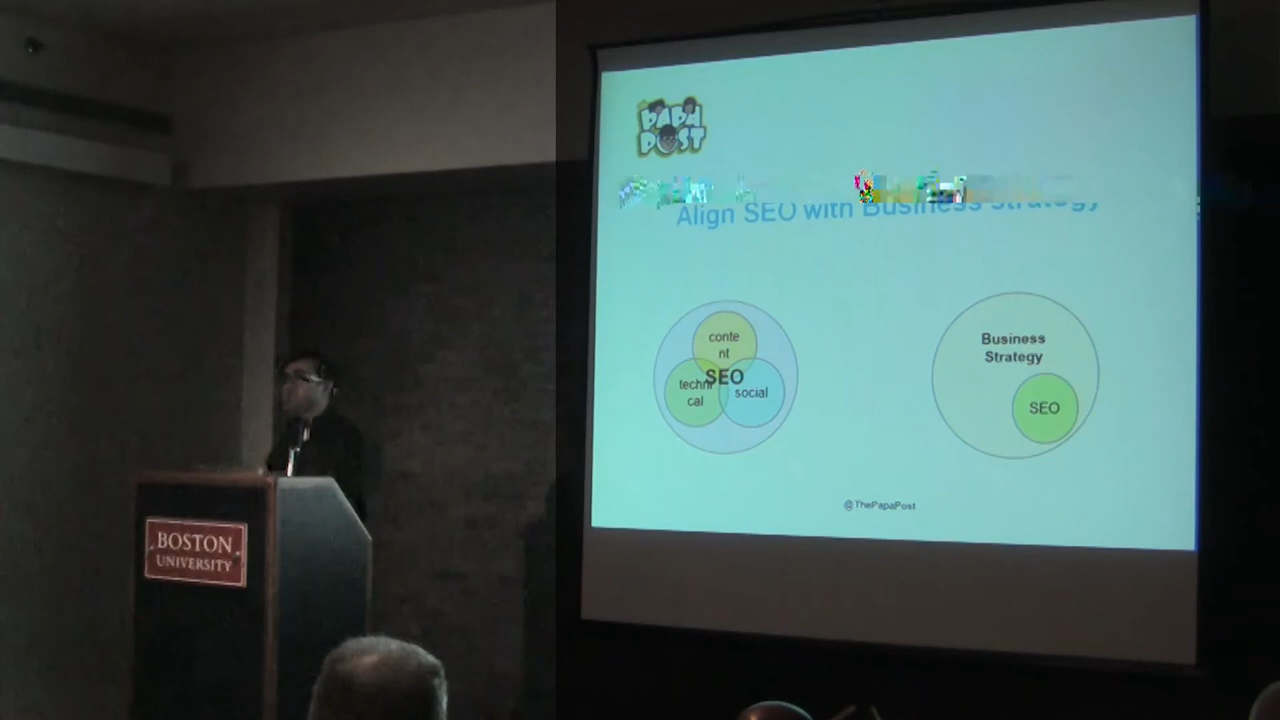 PAPA
POST
Align SEO with Business Strategy
conte
nt
SEO
techni
cal
social
Business
Strategy
SEO
@ThePapaPost
BOSTON
UNIVERSITY